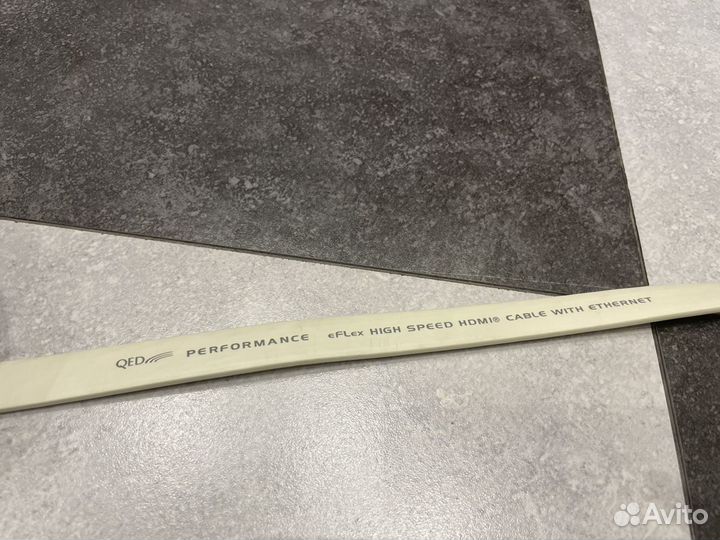 QED PERFORMANCE eFLex HIGH SPEED HDMI® CABLE WITH ETHERNET
Avito